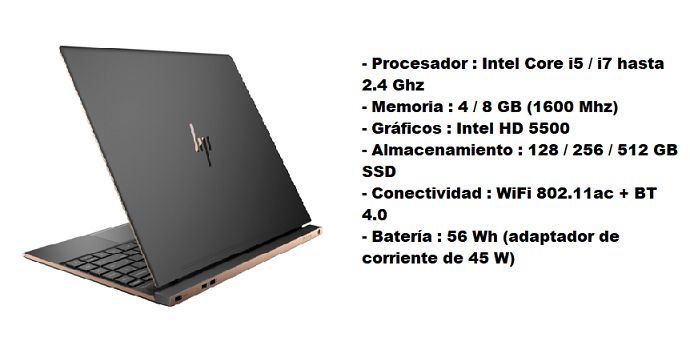 hp
- Procesador : Intel Core i5 / i7 hasta
2.4 Ghz
- Memoria : 4 / 8 GB (1600 Mhz)
- Gráficos : Intel HD 5500
- Almacenamiento : 128 / 256 / 512 GB
SSD
- Conectividad : WiFi 802.11ac + BT
4.0
- Batería : 56 Wh (adaptador de
corriente de 45 W)